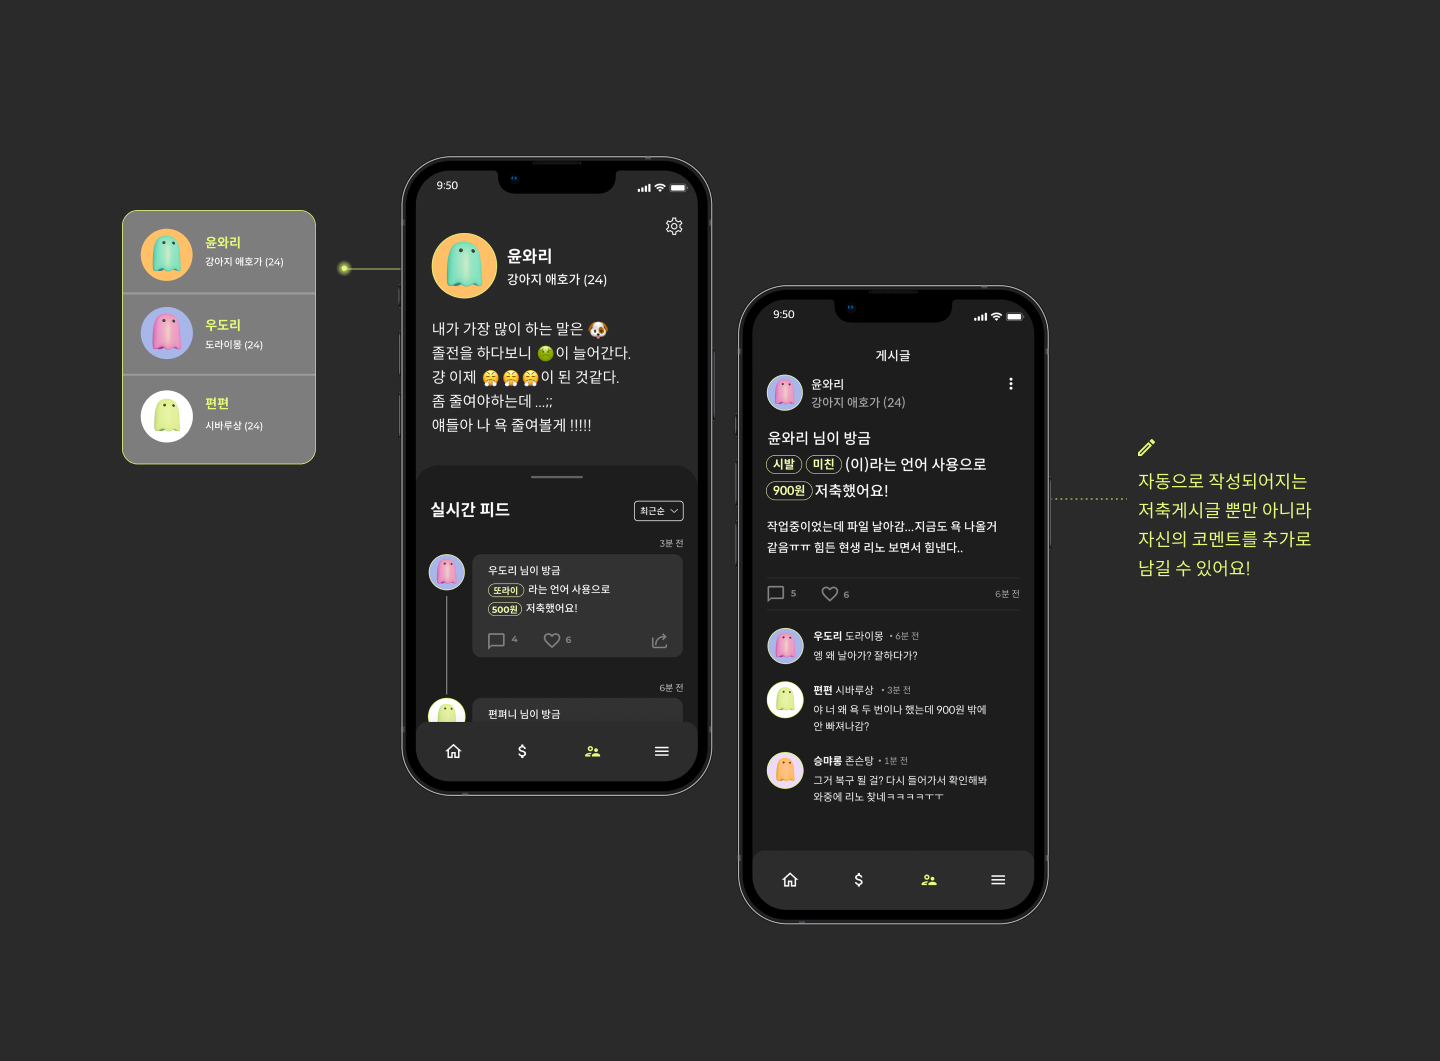 윤와리
강아지 애호가 (24)
우도리
도라이몽 (24)
편편
시바루상 (24)
9:50
윤와리
강아지 애호가 (24)
내가 가장 많이 하는 말은 🐶
졸전을 하다보니 🤢이 늘어간다.
걍 이제 😤😤😤이 된 것같다.
좀 줄여야하는데 ...;;
얘들아 나 욕 줄여볼게 !!!!!
실시간 피드
최근순
3분 전
우도리 님이 방금
또라이 라는 언어 사용으로
500원 저축했어요!
4 6
6분 전
편펴니 님이 방금
9:50
게시글
윤와리
강아지 애호가 (24)
윤와리 님이 방금
시발 미친 (이)라는 언어 사용으로
900원 저축했어요!
작업중이었는데 파일 날아감...지금도 욕 나올거
같음ㅠㅠ 힘든 현생 리노 보면서 힘낸다..
5 6 6분 전
우도리 도라이몽 • 6분 전
엥 왜 날아가? 잘하다가?
편편 시바루상 • 3분 전
야 너 왜 욕 두 번이나 했는데 900원 밖에
안 빠져나감?
승먀롱 존슨탕 • 1분 전
그거 복구 될 걸? 다시 들어가서 확인해봐
와중에 리노 찾네ㅋㅋㅋㅋㅜㅜ
자동으로 작성되어지는
저축게시글 뿐만 아니라
자신의 코멘트를 추가로
남길 수 있어요!